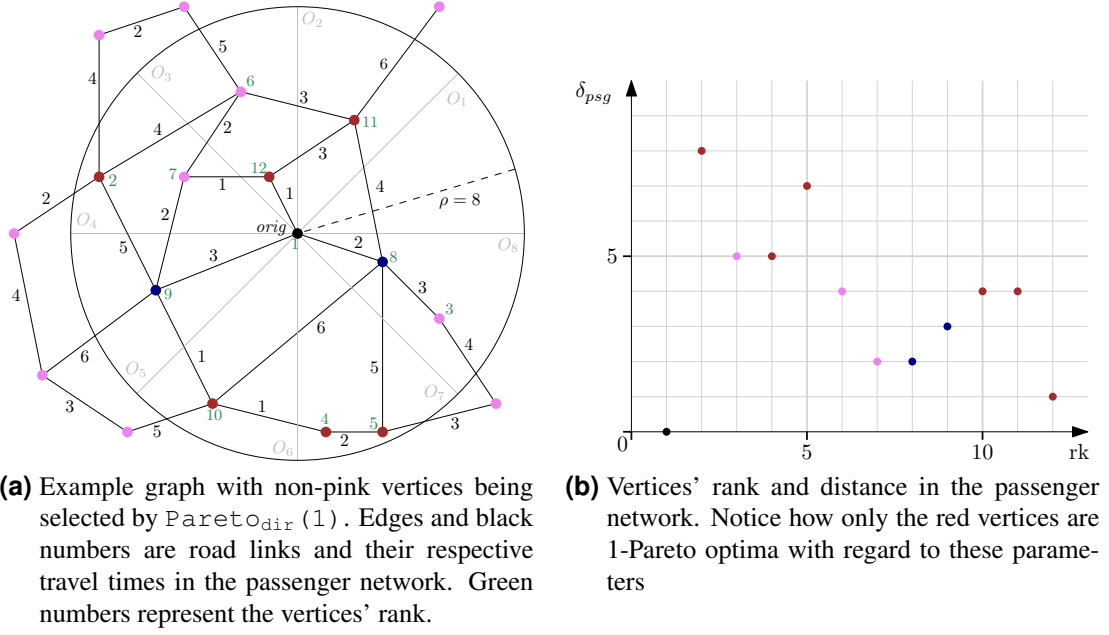 O2
2
5
6
4
O3
6
3
O1
4
2
11
3
7
12
1
1
4
2
ρ = 8
2
O4
orig
1
2
8
O8
5
3
9
3
3
6
4
6
1
5
O5
O7
3
10
1
4
5
5
2
3
O6
δpsg
5
0
5
10
rk
(a) Example graph with non-pink vertices being
selected by Paretodir(1). Edges and black
numbers are road links and their respective
travel times in the passenger network. Green
numbers represent the vertices' rank.
(b) Vertices' rank and distance in the passenger
network. Notice how only the red vertices are
1-Pareto optima with regard to these parame-
ters